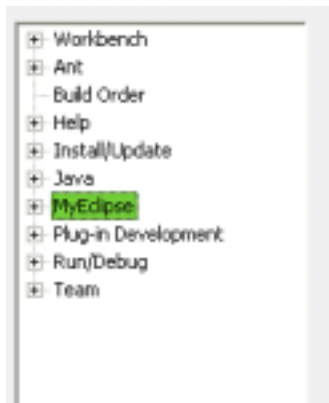 Workbench
Ant
Build Order
Help
Install/Update
Java
MyEclipse
Plug-in Development
Run/Debug
Team